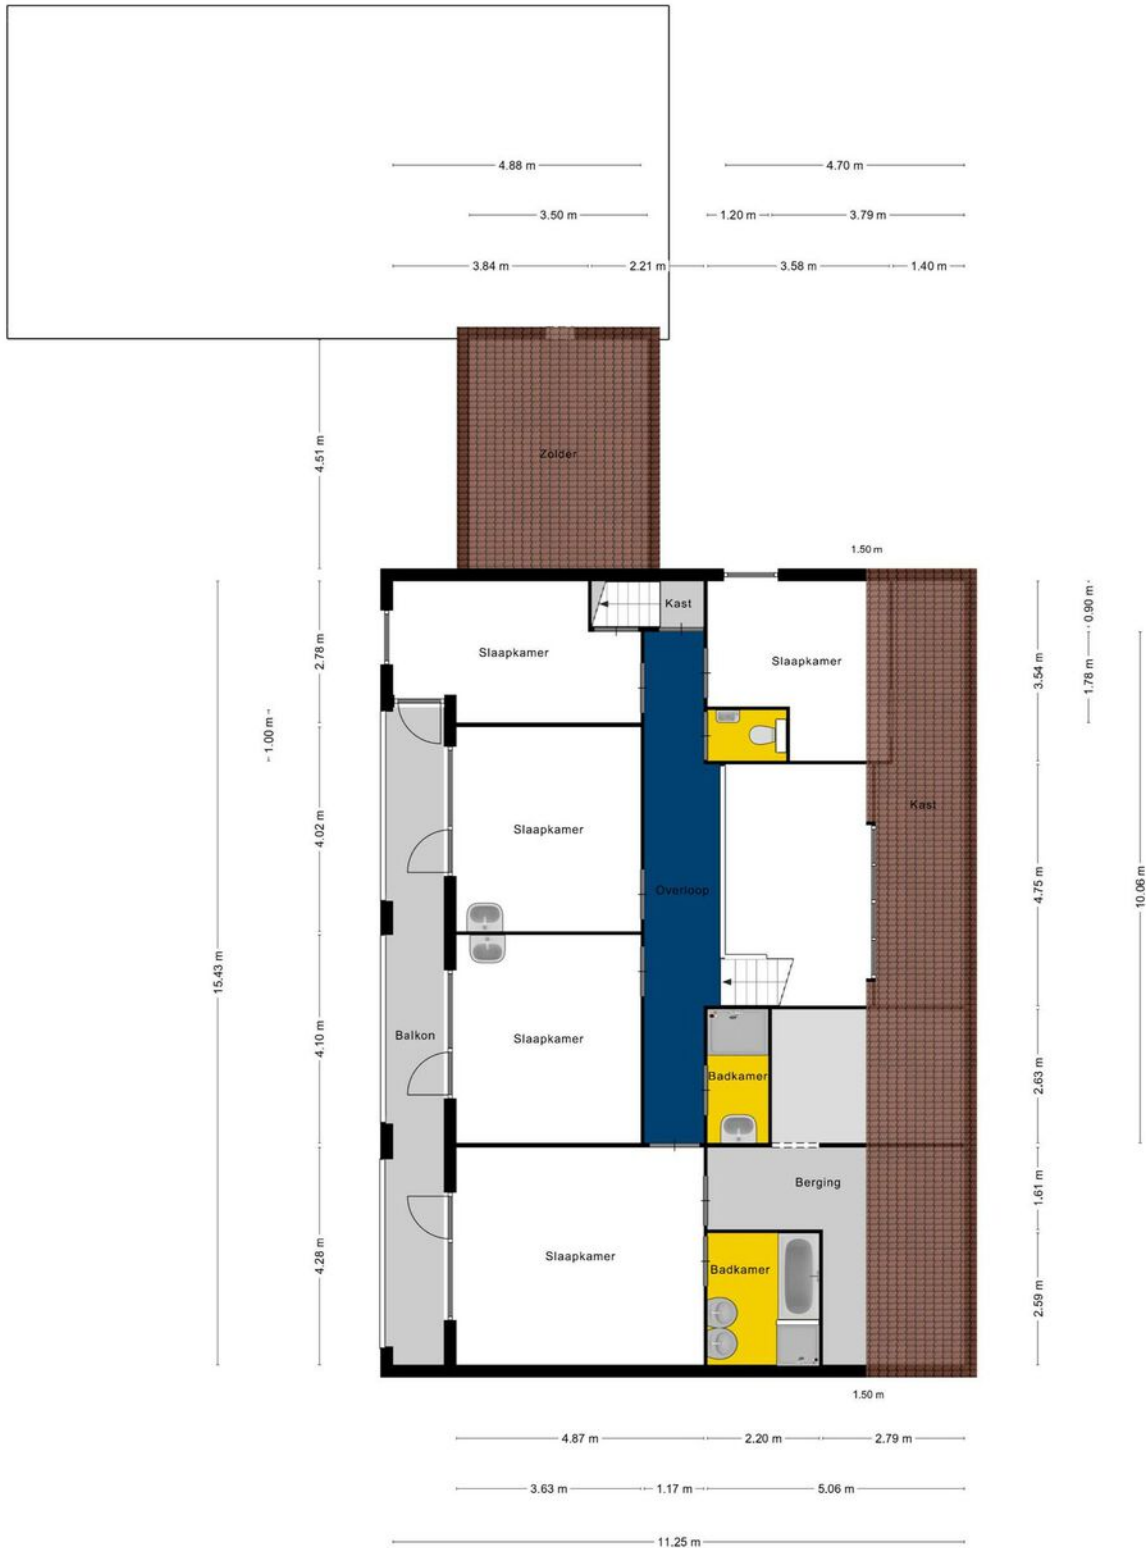 4.88 m
4.70 m
3.50 m
1.20 m
3.79 m
3.84 m
2.21 m
3.58 m
1.40 m
4.51 m
Zolder
1.50 m
Kast
0.90 m
2.78 m
Slaapkamer
Slaapkamer
3.54 m
1.78 m
1.00 m
Kast
4.02 m
Slaapkamer
Overloop
4.75 m
10.06 m
15.43 m
Balkon
4.10 m
Slaapkamer
Badkamer
2.63 m
Berging
1.61 m
4.28 m
Slaapkamer
Badkamer
2.59 m
1.50 m
4.87 m
2.20 m
2.79 m
3.63 m
1.17 m
5.06 m
11.25 m